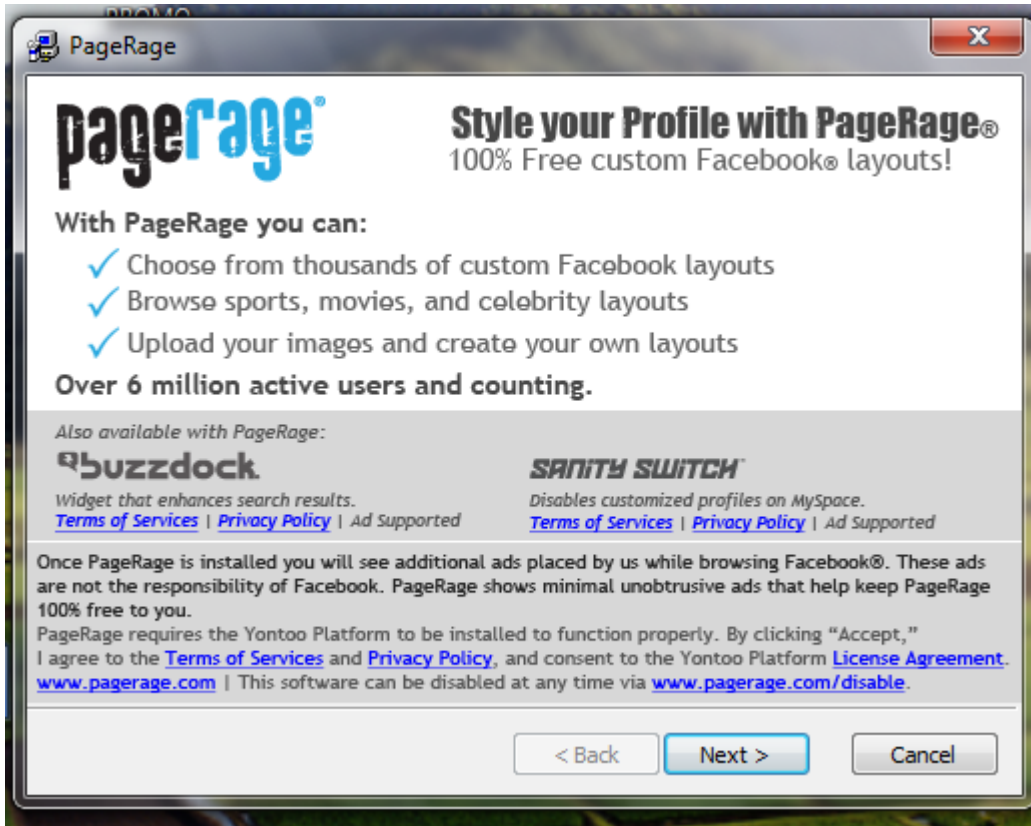 PROMO
PageRage
pagerage®
Style your Profile with PageRage®
100% Free custom Facebook® layouts!
With PageRage you can:
✓ Choose from thousands of custom Facebook layouts
✓ Browse sports, movies, and celebrity layouts
✓ Upload your images and create your own layouts
Over 6 million active users and counting.
Also available with PageRage:
buzzdock
Widget that enhances search results.
Terms of Services | Privacy Policy | Ad Supported
SANITY SWITCH
Disables customized profiles on MySpace.
Terms of Services | Privacy Policy | Ad Supported
Once PageRage is installed you will see additional ads placed by us while browsing Facebook®. These ads
are not the responsibility of Facebook. PageRage shows minimal unobtrusive ads that help keep PageRage
100% free to you.
PageRage requires the Yontoo Platform to be installed to function properly. By clicking “Accept,”
I agree to the Terms of Services and Privacy Policy, and consent to the Yontoo Platform License Agreement.
www.pagerage.com | This software can be disabled at any time via www.pagerage.com/disable.
< Back
Next >
Cancel